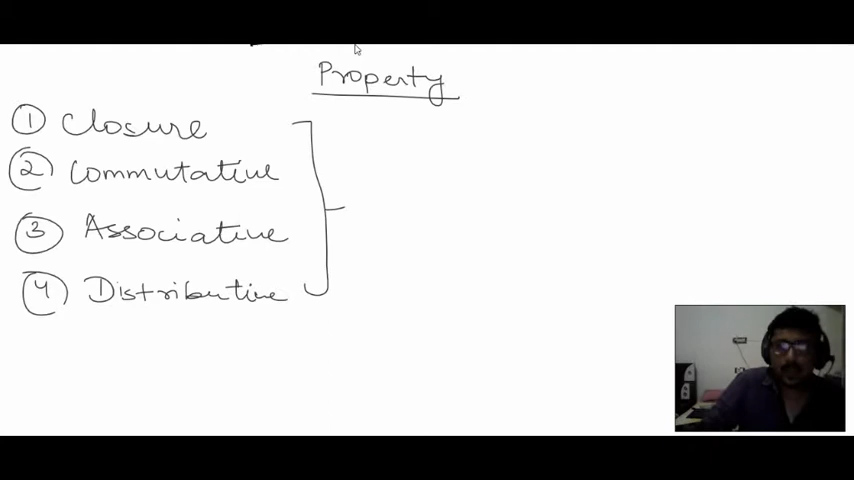 Property
① Closure
② Commutative
③ Associative
④ Distributive